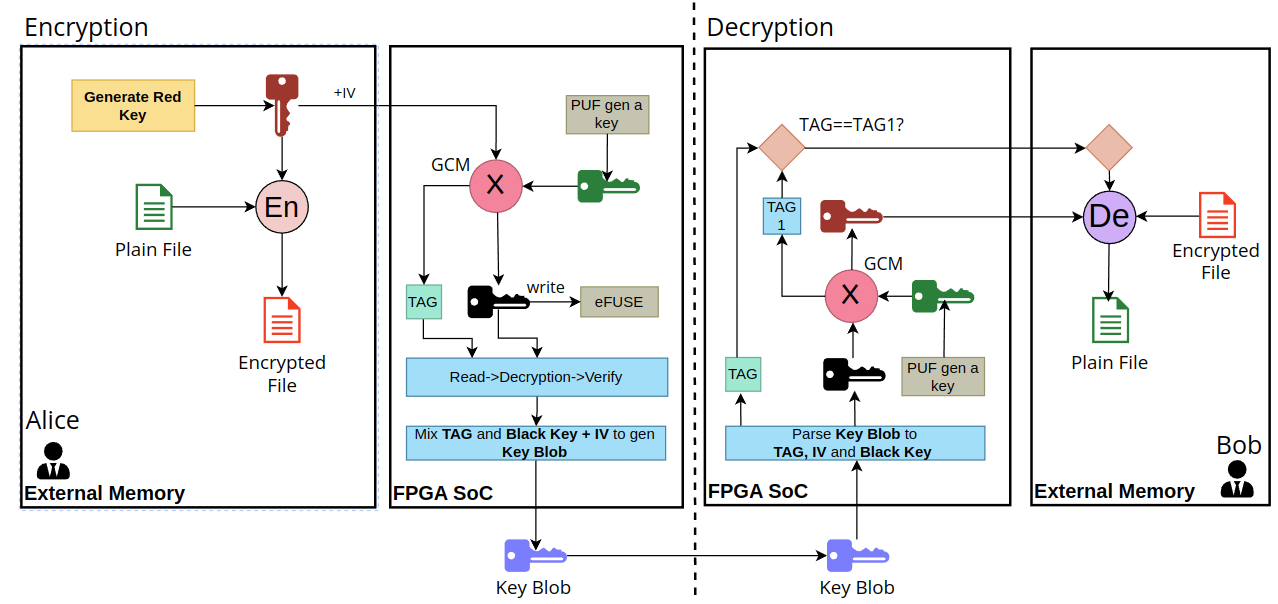 Encryption
Generate Red
Key
+IV
En
Plain File
Encrypted
File
Alice
External Memory
PUF gen a
key
GCM
X
TAG
write
eFUSE
Read->Decryption->Verify
Mix TAG and Black Key + IV to gen
Key Blob
FPGA SoC
Key Blob
Decryption
TAG==TAG1?
TAG
1
GCM
X
TAG
PUF gen a
key
Parse Key Blob to
TAG, IV and Black Key
FPGA SoC
Key Blob
De
Encrypted
File
Plain File
Bob
External Memory